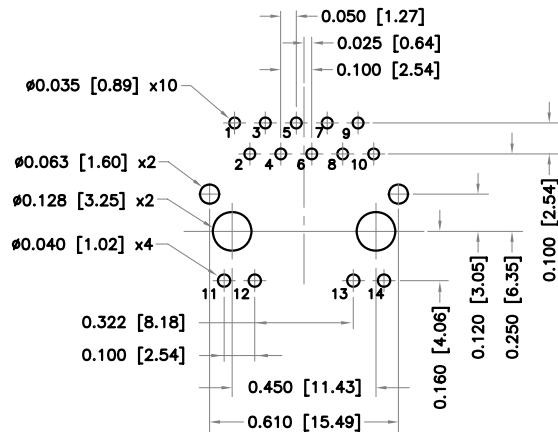 0.050 [1.27]
0.025 [0.64]
0.100 [2.54]
ø0.035 [0.89] x10
1 3 5 7 9
2 4 6 8 10
ø0.063 [1.60] x2
ø0.128 [3.25] x2
ø0.040 [1.02] x4
11 12 13 14
0.322 [8.18]
0.100 [2.54]
0.450 [11.43]
0.610 [15.49]
0.160 [4.06]
0.120 [3.05]
0.250 [6.35]
0.100 [2.54]